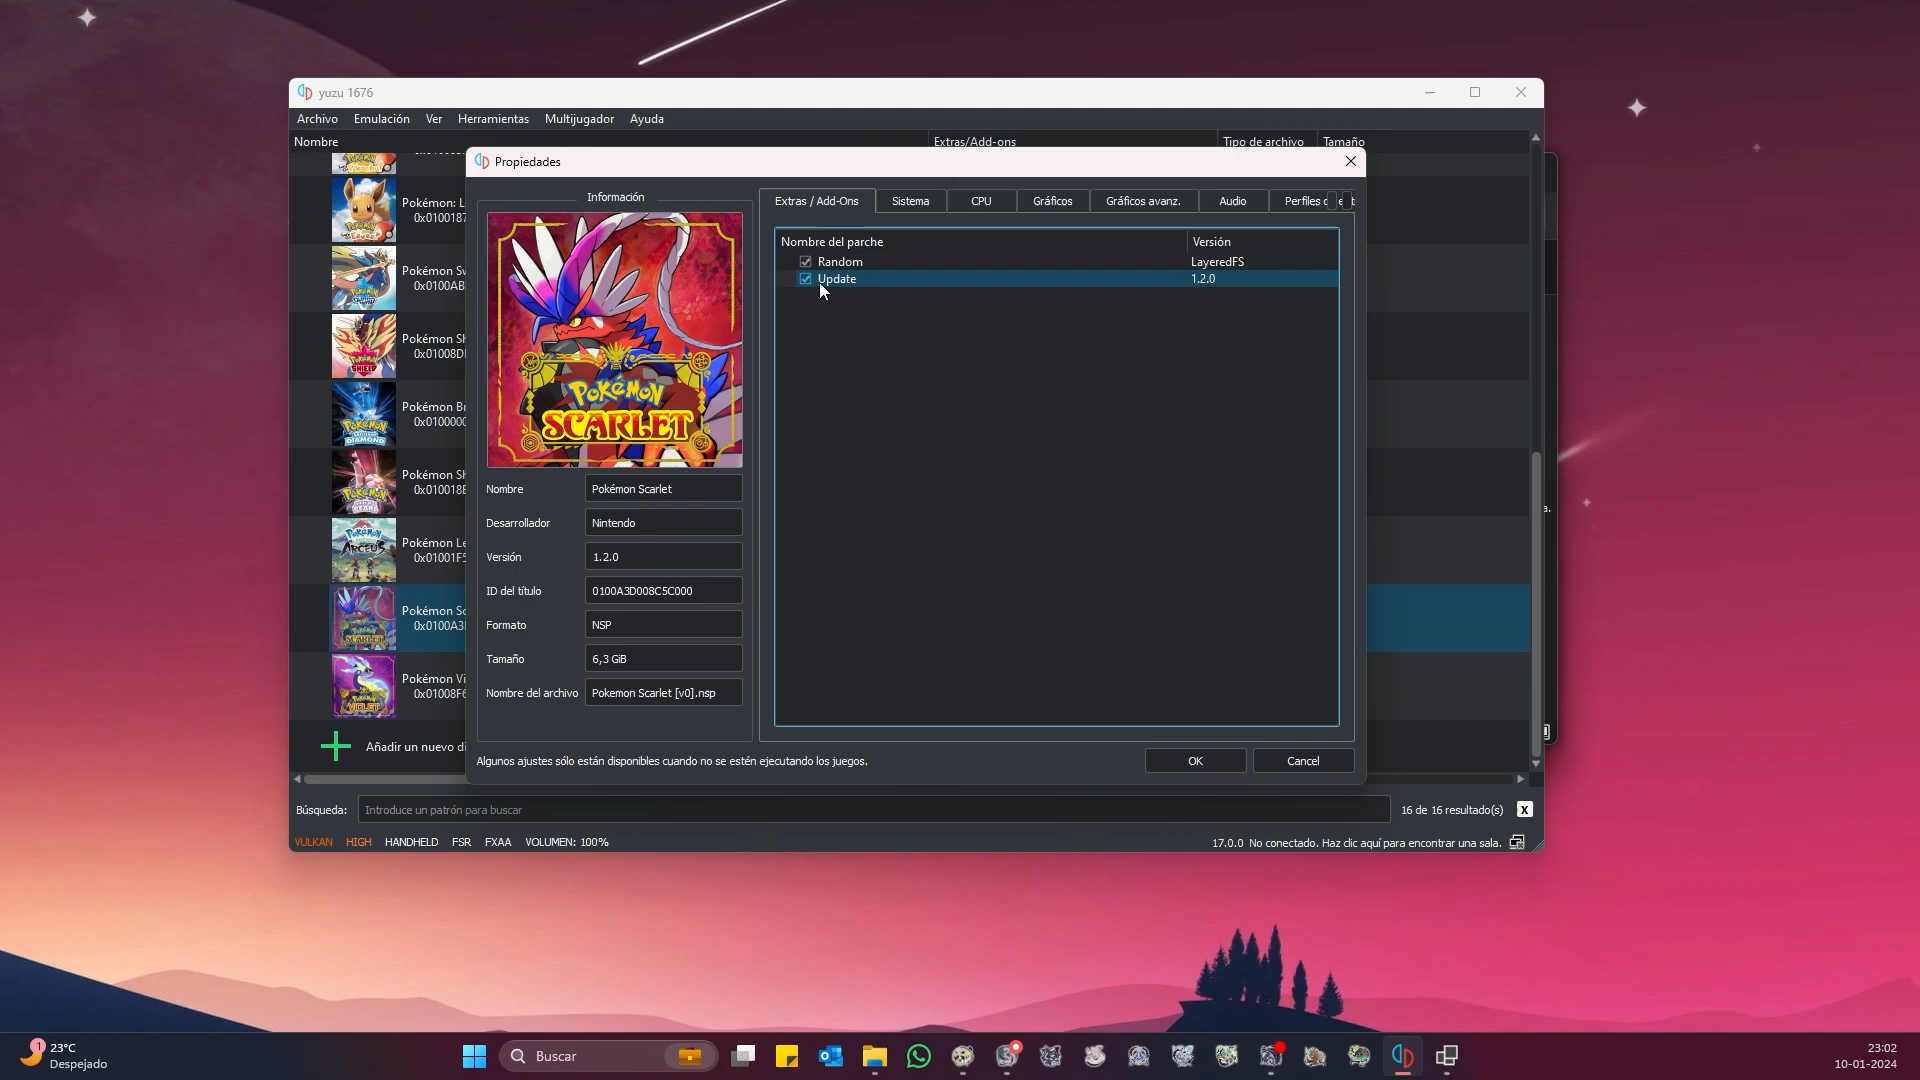 yuzu 1676
Archivo Emulación Ver Herramientas Multijugador Ayuda
Nombre Extras/Add-ons Tipo de archivo Tamaño
Pokémon: L
0x0100187
Pokémon Sw
0x0100AB
Pokémon Sh
0x01008D
Pokémon Br
0x0100000
Pokémon Sh
0x010018E
Pokémon Le
0x01001F5
Pokémon Sc
0x0100A3
Pokémon Vi
0x01008F6
Añadir un nuevo di
Propiedades
Información
POKéMON
SCARLET
Nombre Pokémon Scarlet
Desarrollador Nintendo
Versión 1.2.0
ID del título 0100A3D008C5C000
Formato NSP
Tamaño 6,3 GiB
Nombre del archivo Pokemon Scarlet [v0].nsp
Extras / Add-Ons Sistema CPU Gráficos Gráficos avanz. Audio Perfiles
Nombre del parche Versión
Random LayeredFS
Update 1.2.0
Algunos ajustes sólo están disponibles cuando no se estén ejecutando los juegos.
OK Cancel
Búsqueda: Introduce un patrón para buscar 16 de 16 resultado(s) X
VULKAN HIGH HANDHELD FSR FXAA VOLUMEN: 100% 17.0.0 No conectado. Haz clic aquí para encontrar una sala.
1 23°C
Despejado
Buscar
23:02
10-01-2024